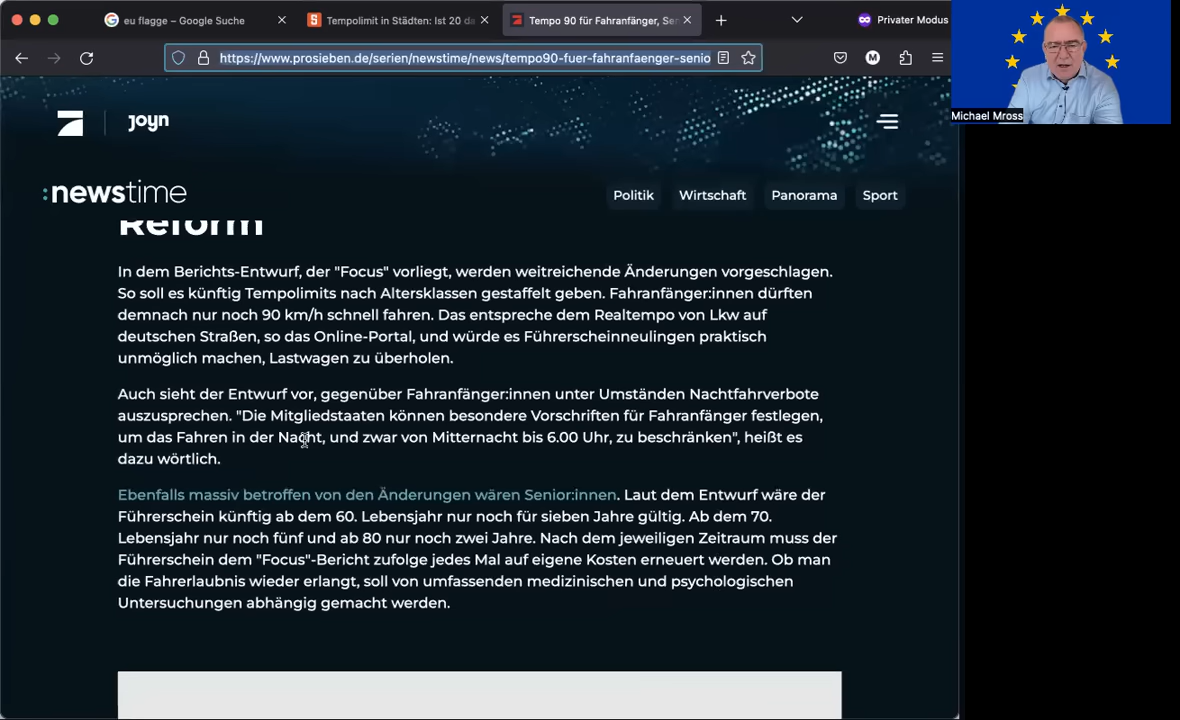 eu flagge – Google Suche
Tempolimit in Städten: Ist 20 da
Tempo 90 für Fahranfänger, Sen
Privater Modus
https://www.prosieben.de/serien/newstime/news/tempo90-fuer-fahranfaenger-senio
M
Michael Mross
joyn
:newstime
Politik
Wirtschaft
Panorama
Sport
Reform
In dem Berichts-Entwurf, der "Focus" vorliegt, werden weitreichende Änderungen vorgeschlagen.
So soll es künftig Tempolimits nach Altersklassen gestaffelt geben. Fahranfänger:innen dürften
demnach nur noch 90 km/h schnell fahren. Das entspreche dem Realtempo von Lkw auf
deutschen Straßen, so das Online-Portal, und würde es Führerscheinneulingen praktisch
unmöglich machen, Lastwagen zu überholen.
Auch sieht der Entwurf vor, gegenüber Fahranfänger:innen unter Umständen Nachtfahrverbote
auszusprechen. "Die Mitgliedstaaten können besondere Vorschriften für Fahranfänger festlegen,
um das Fahren in der Nacht, und zwar von Mitternacht bis 6.00 Uhr, zu beschränken", heißt es
dazu wörtlich.
Ebenfalls massiv betroffen von den Änderungen wären Senior:innen. Laut dem Entwurf wäre der
Führerschein künftig ab dem 60. Lebensjahr nur noch für sieben Jahre gültig. Ab dem 70.
Lebensjahr nur noch fünf und ab 80 nur noch zwei Jahre. Nach dem jeweiligen Zeitraum muss der
Führerschein dem "Focus"-Bericht zufolge jedes Mal auf eigene Kosten erneuert werden. Ob man
die Fahrerlaubnis wieder erlangt, soll von umfassenden medizinischen und psychologischen
Untersuchungen abhängig gemacht werden.